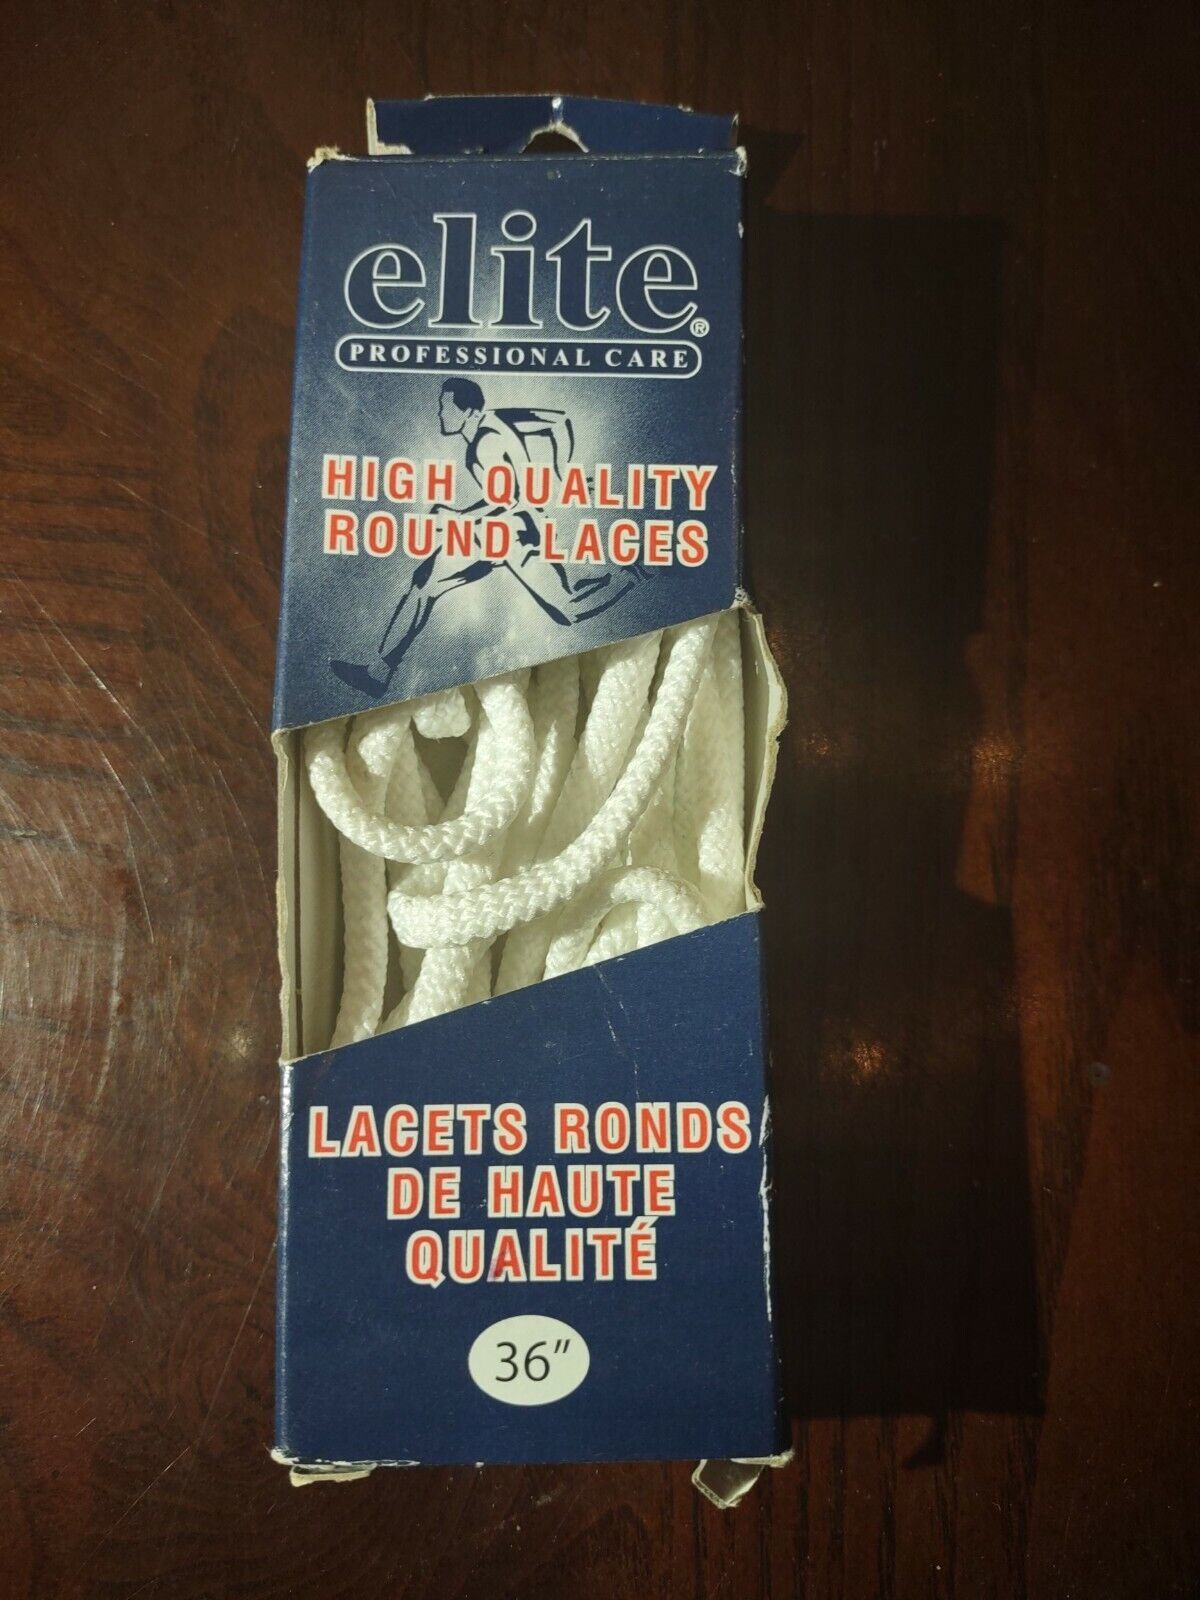 elite®
PROFESSIONAL CARE
HIGH QUALITY
ROUND LACES
LACETS RONDS
DE HAUTE
QUALITÉ
36"